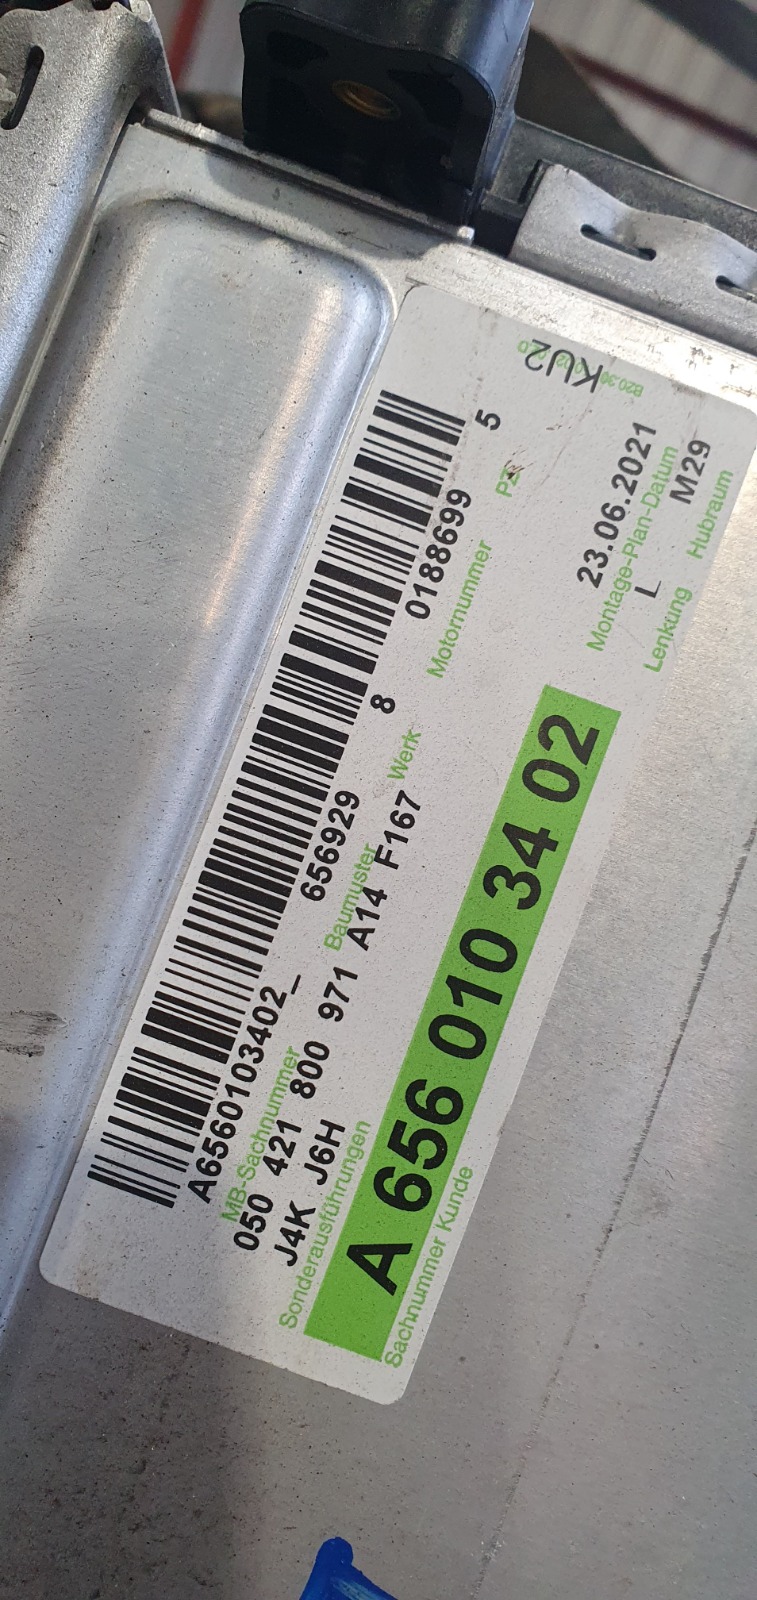 KU2
A6560103402_
656929
8
0188699
5
MB-Sachnummer
Baumuster
Werk
Motornummer
PZ
050 421 800 971 A14 F167
23.06.2021
J4K J6H
Montage-Plan-Datum
Sonderausführungen
L
M29
A 656 010 34 02
Lenkung
Hubraum
Sachnummer Kunde